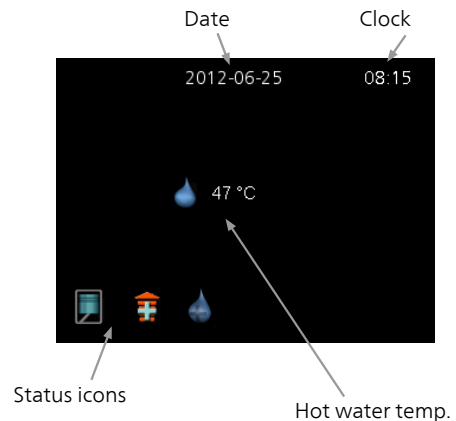 Date Clock
2012-06-25 08:15
47 °C
Status icons
Hot water temp.